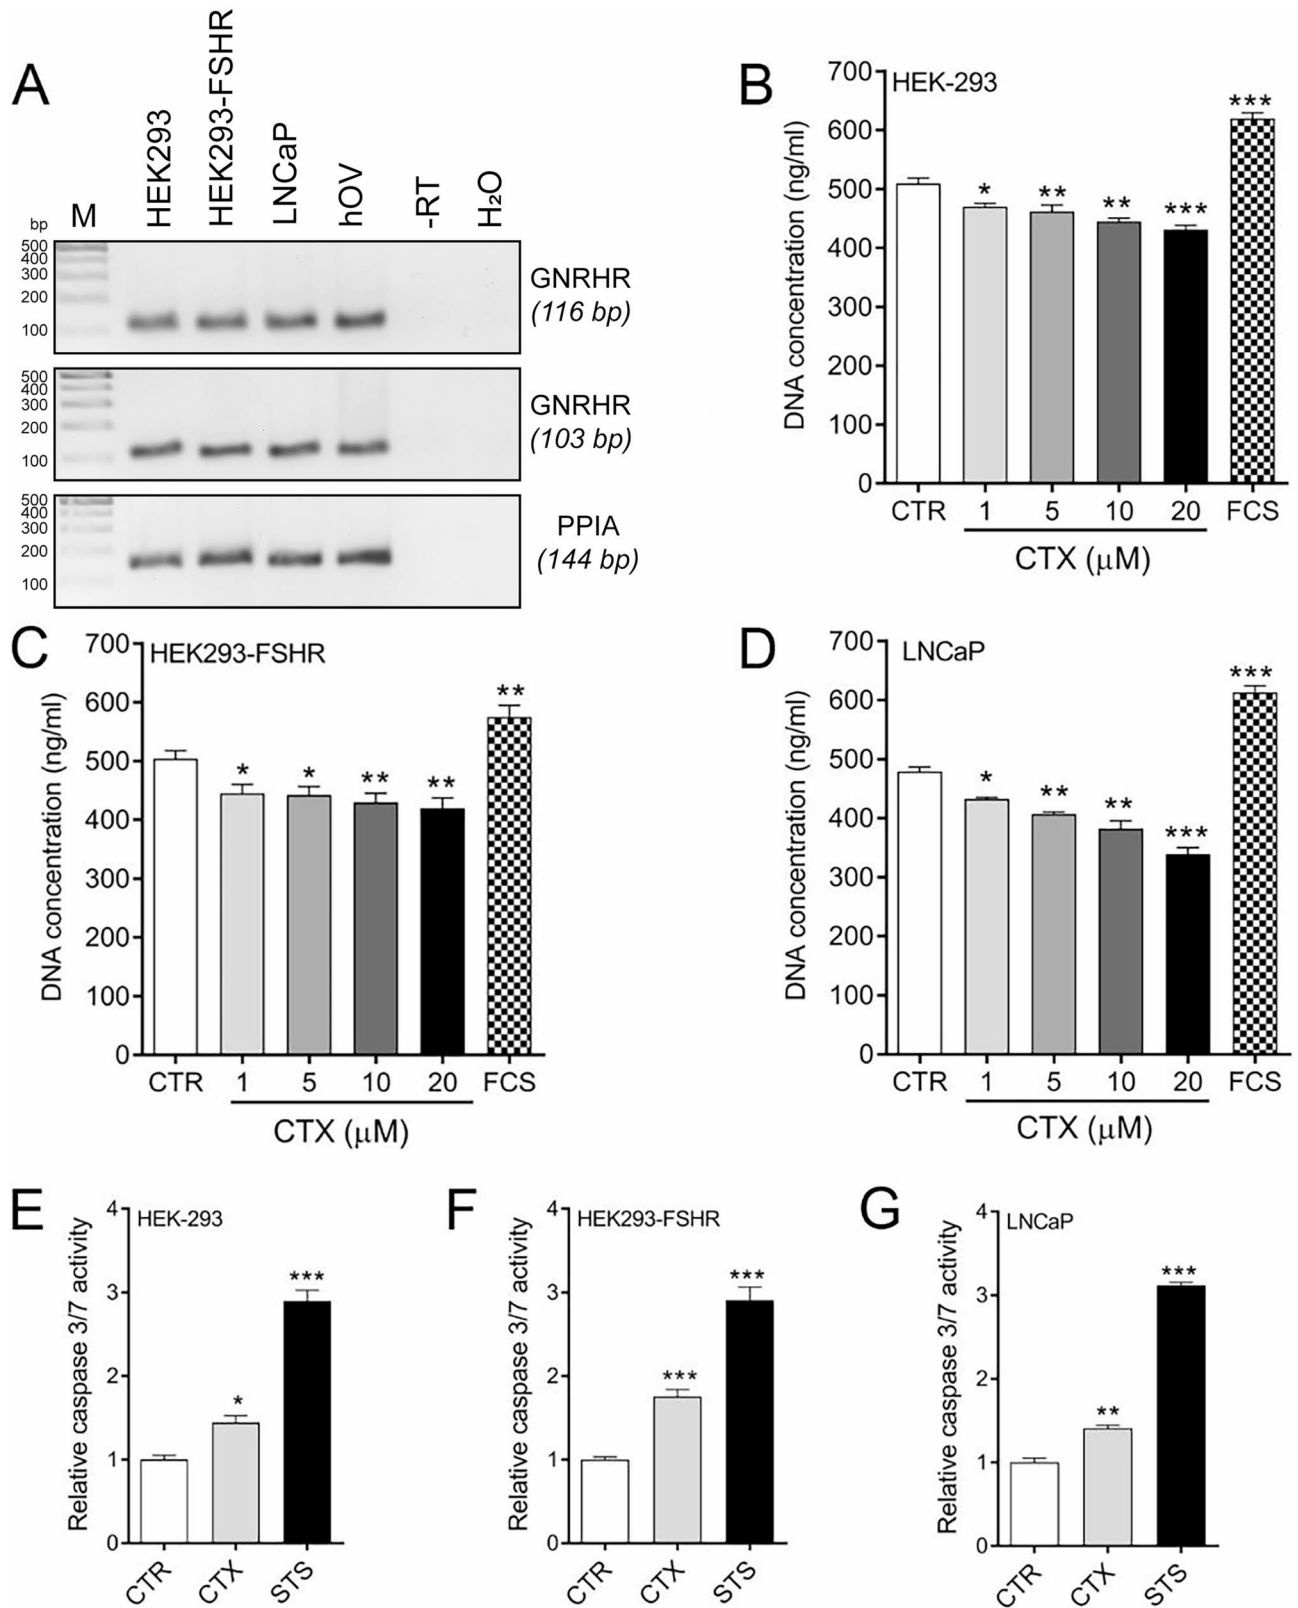 A
M
HEK293
HEK293-FSHR
LNCaP
hOV
-RT
H₂O
bp
500
400
300
200
100
GNRHR
(116 bp)
500
400
300
200
100
GNRHR
(103 bp)
500
400
300
200
100
PPIA
(144 bp)
B
HEK-293
DNA concentration (ng/ml)
700
600
500
400
300
200
100
0
*
**
**
***
***
CTR 1 5 10 20 FCS
CTX (μM)
C
HEK293-FSHR
DNA concentration (ng/ml)
700
600
500
400
300
200
100
0
*
*
**
**
**
CTR 1 5 10 20 FCS
CTX (μM)
D
LNCaP
DNA concentration (ng/ml)
700
600
500
400
300
200
100
0
*
**
**
***
***
CTR 1 5 10 20 FCS
CTX (μM)
E
HEK-293
Relative caspase 3/7 activity
4
3
2
1
0
*
***
CTR CTX STS
F
HEK293-FSHR
Relative caspase 3/7 activity
4
3
2
1
0
***
***
CTR CTX STS
G
LNCaP
Relative caspase 3/7 activity
4
3
2
1
0
**
***
CTR CTX STS